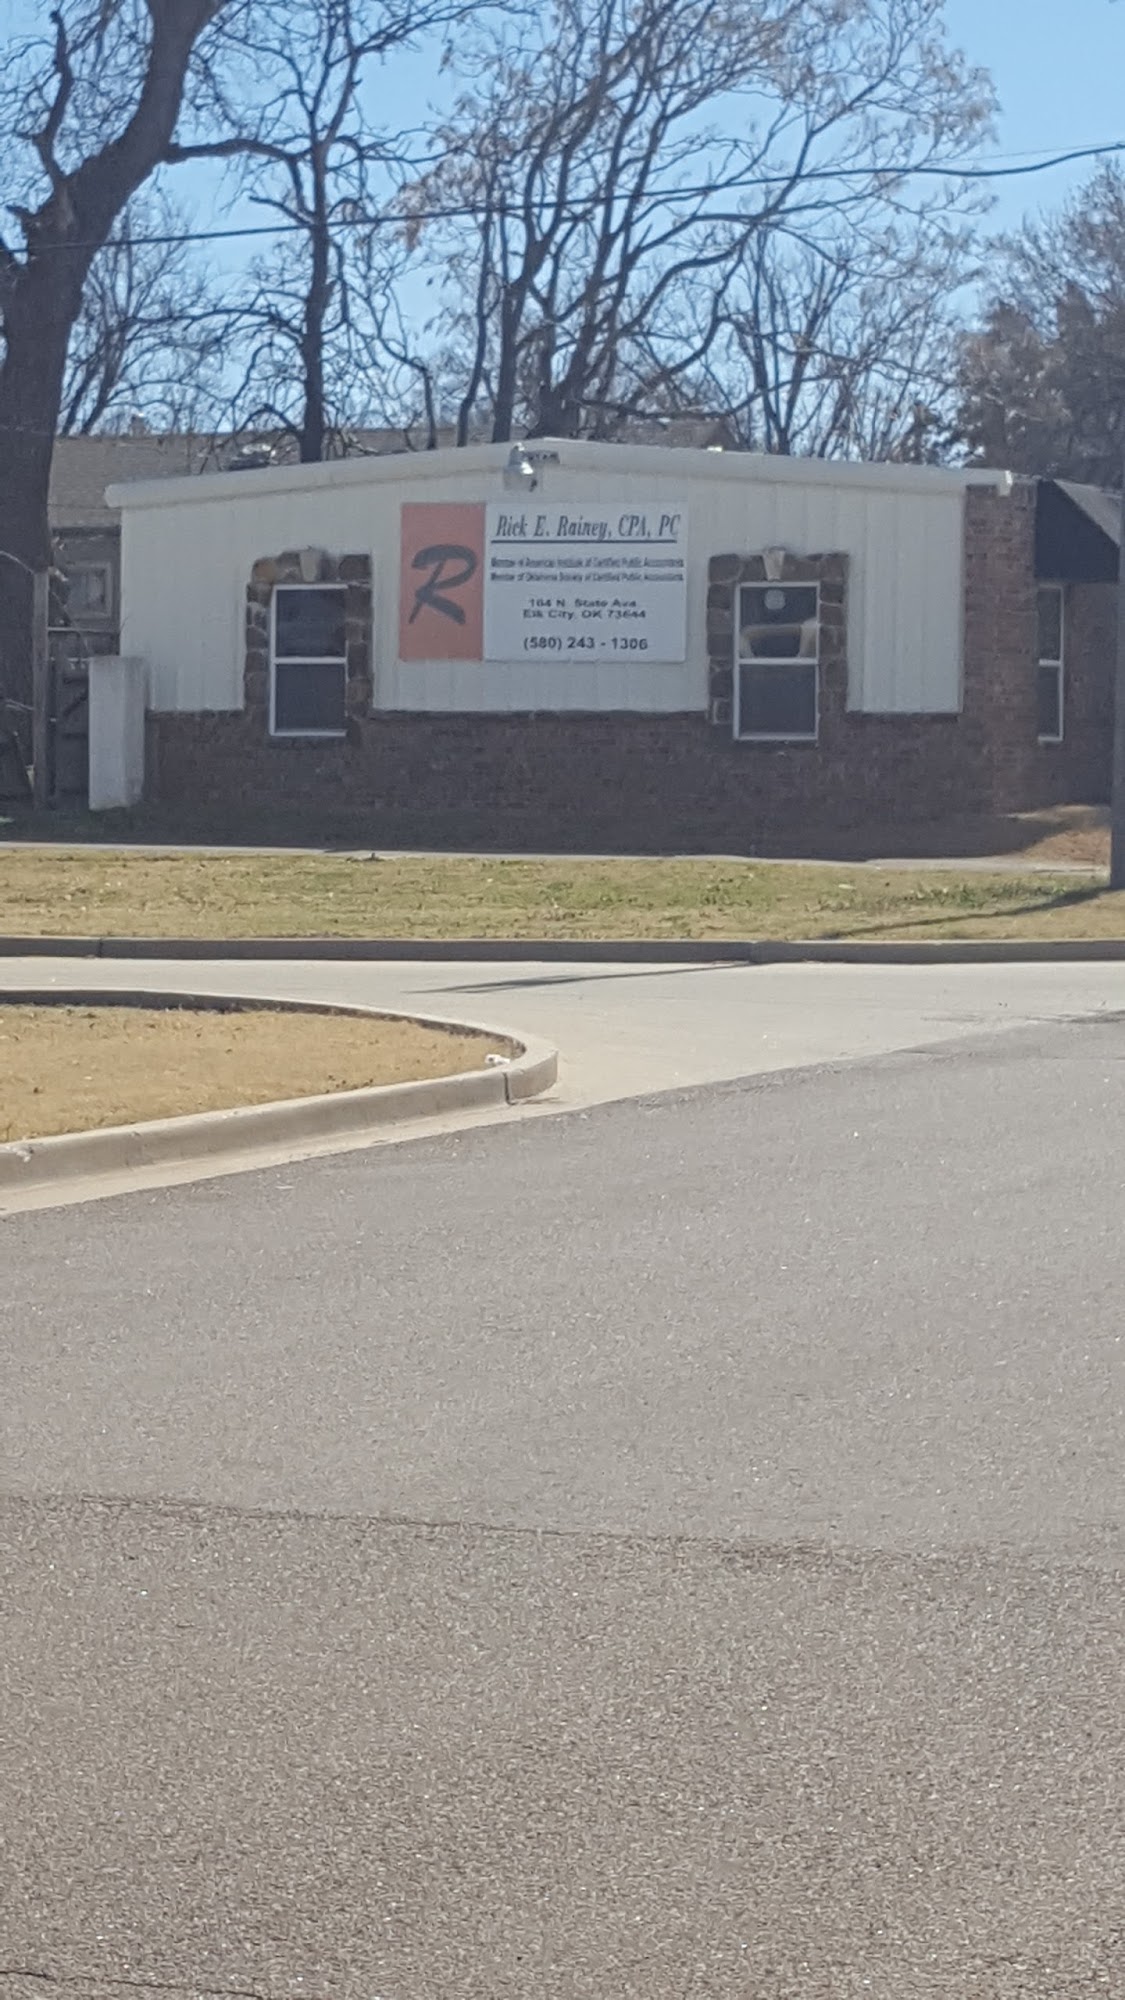 R
Rick E. Rainey, CPA, PC
Member of American Institute of Certified Public Accountants
Member of Oklahoma Society of Certified Public Accountants
104 N. State Ave.
Elk City, OK 73644
(580) 243 - 1306